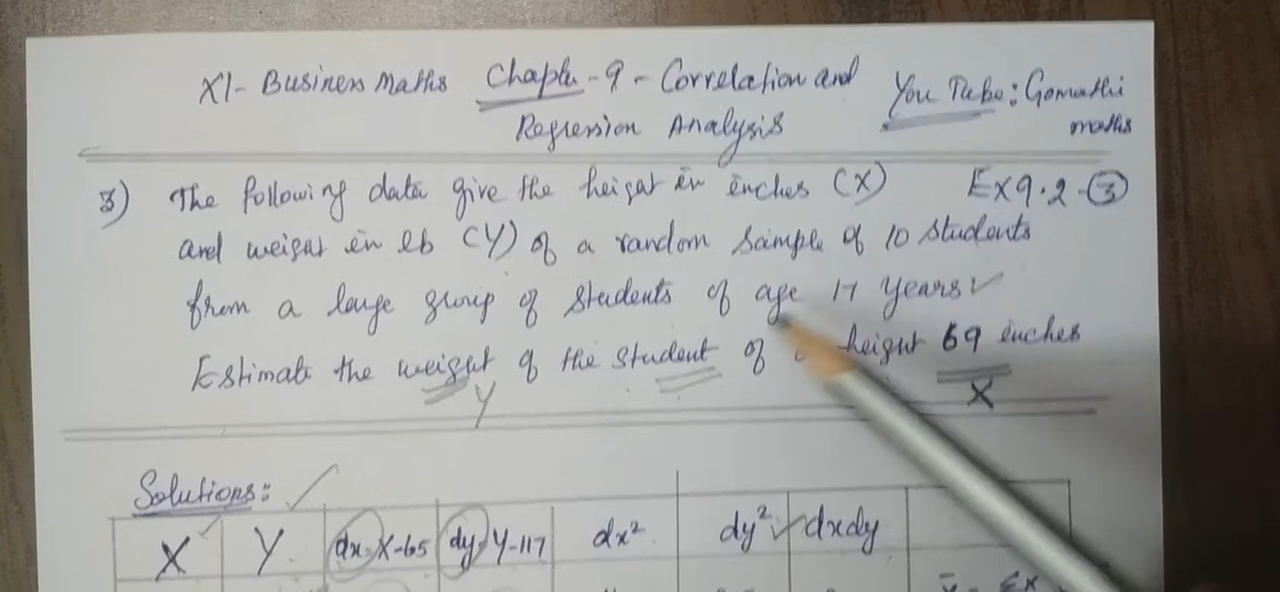 XI- Business Maths Chapter - 9 - Correlation and Regression Analysis
You Tube: Gomathi maths
3) The following data give the height in inches (X) Ex 9.2-3
and weight in lb (Y) of a random sample of 10 students
from a large group of students of age 17 years
Estimate the weight of the student of height 69 inches
Y X
Solutions:
X Y dx=X-65 dy=Y-117 dx² dy² dxdy